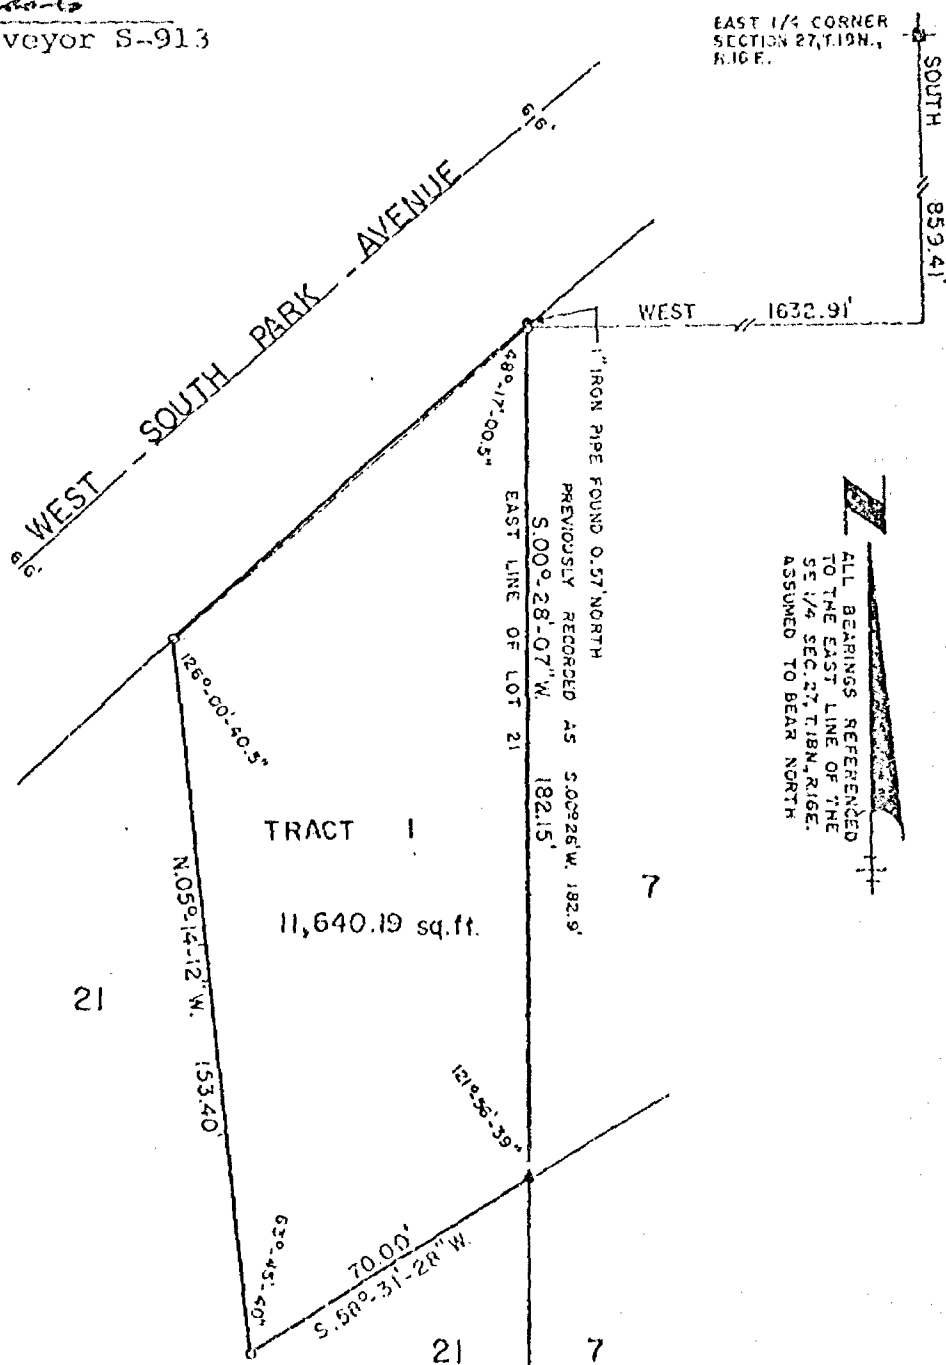 veyor S-913
EAST 1/4 CORNER
SECTION 27, T.19N.,
R.16E.
SOUTH 859.41'
66'
WEST SOUTH PARK AVENUE
66'
WEST 1632.91'
1" IRON PIPE FOUND 0.57' NORTH
PREVIOUSLY RECORDED AS S.00°26'W. 182.9'
S.00°-28'-07"W. 182.15'
EAST LINE OF LOT 21
48°-17'-00.5"
126°-00'-40.5"
ALL BEARINGS REFERENCED
TO THE EAST LINE OF THE
SE 1/4 SEC. 27, T.18N., R.16E.
ASSUMED TO BEAR NORTH
TRACT 1
11,640.19 sq.ft.
7
21
N.05°-14'-12"W. 153.40'
121°-56'-39"
63°-45'-40"
70.00'
S.58°-31'-28"W.
21
7